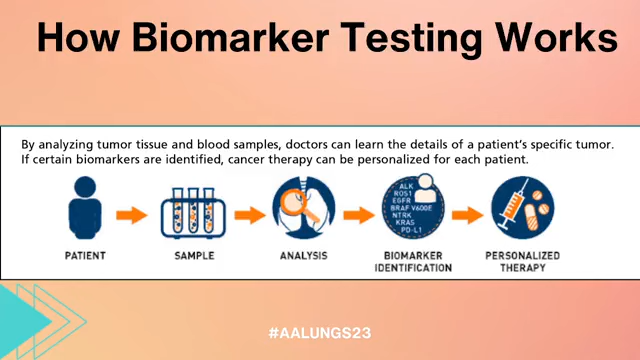 How Biomarker Testing Works
By analyzing tumor tissue and blood samples, doctors can learn the details of a patient's specific tumor.
If certain biomarkers are identified, cancer therapy can be personalized for each patient.
ALK
ROS1
EGFR
BRAF V600E
NTRK
KRAS
PD-L1
PATIENT
SAMPLE
ANALYSIS
BIOMARKER
IDENTIFICATION
PERSONALIZED
THERAPY
#AALUNGS23